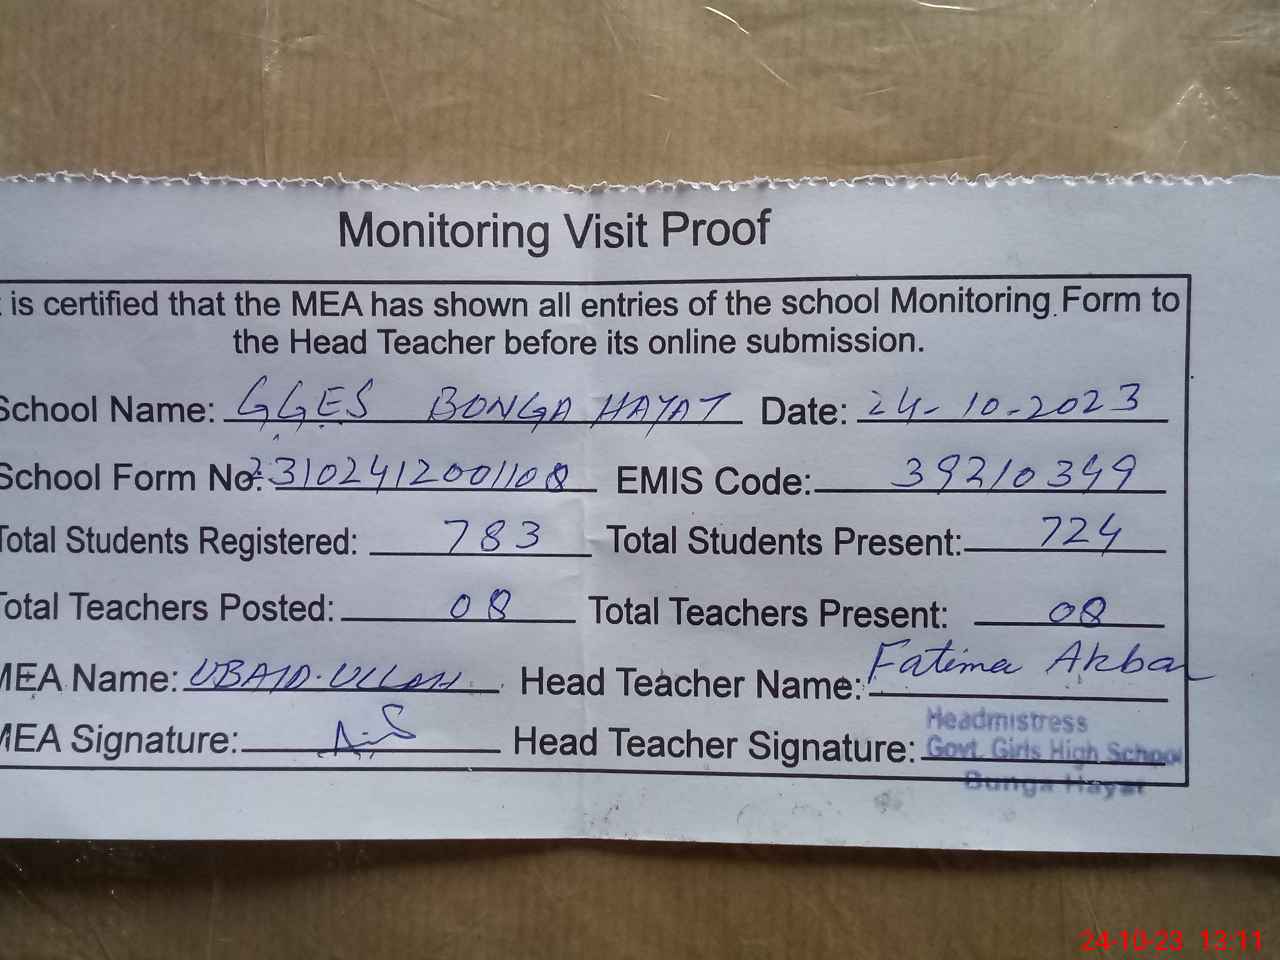 Monitoring Visit Proof
is certified that the MEA has shown all entries of the school Monitoring Form to
the Head Teacher before its online submission.
School Name: GGES BONGA HAYAT Date: 24-10-2023
School Form No: 23102412001108 EMIS Code: 39210349
Total Students Registered: 783 Total Students Present: 724
Total Teachers Posted: 08 Total Teachers Present: 08
MEA Name: UBAID.ULLAH Head Teacher Name: Fatima Akbar
MEA Signature: Head Teacher Signature:
Headmistress
Govt. Girls High School
Bunga Hayat
24-10-23 13:11